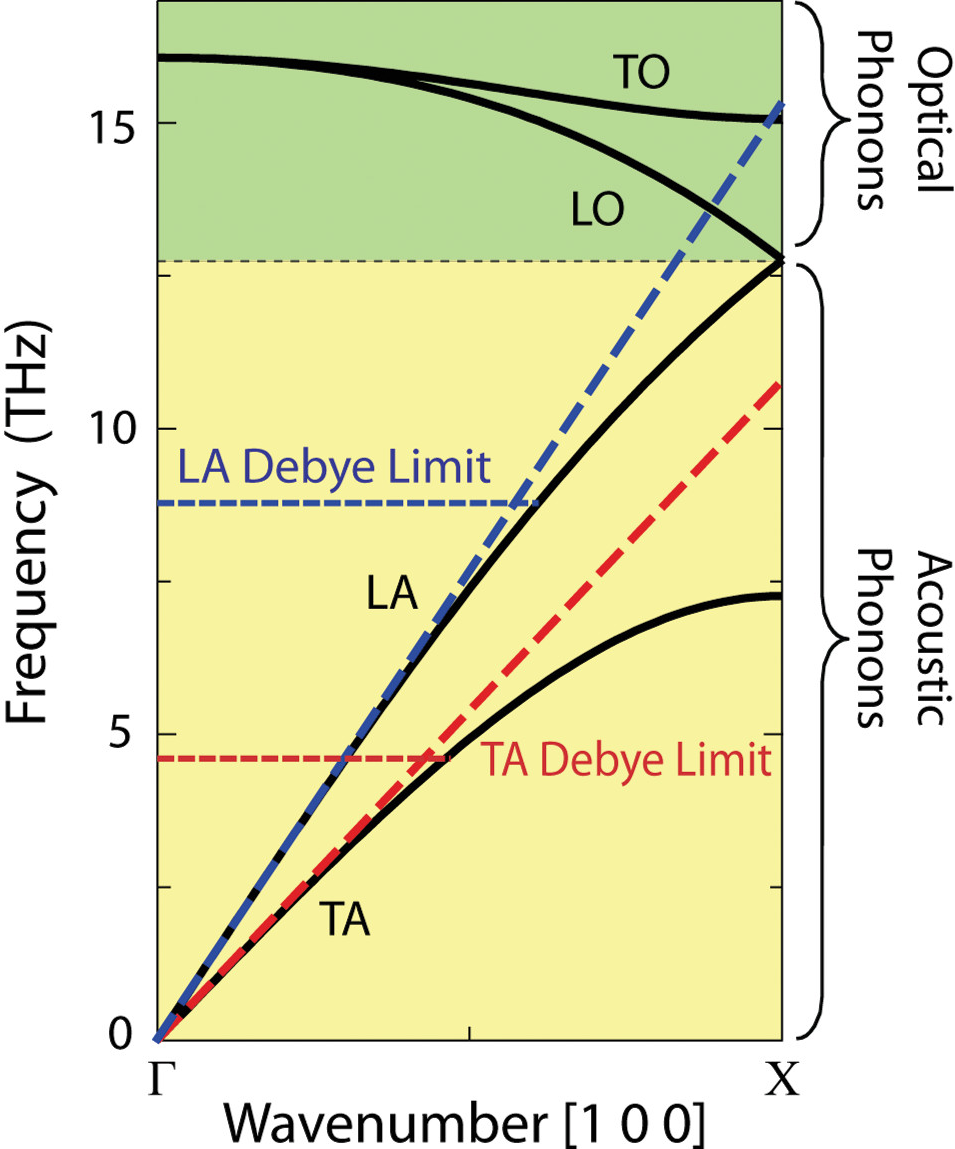 TO
Optical
Phonons
15
LO
10
LA Debye Limit
Frequency (THz)
LA
Acoustic
Phonons
5
TA Debye Limit
TA
0
Γ
X
Wavenumber [1 0 0]